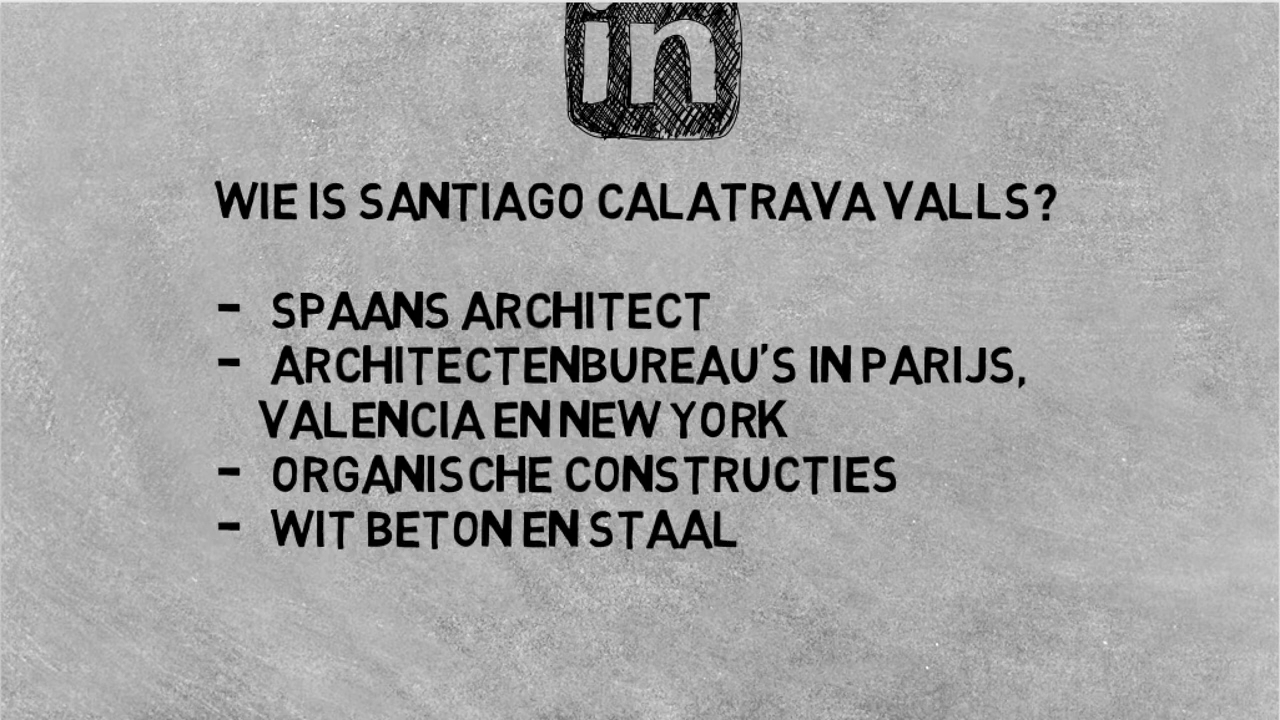 in
WIE IS SANTIAGO CALATRAVA VALLS?
- SPAANS ARCHITECT
- ARCHITECTENBUREAU'S IN PARIJS,
VALENCIA EN NEW YORK
- ORGANISCHE CONSTRUCTIES
- WIT BETON EN STAAL